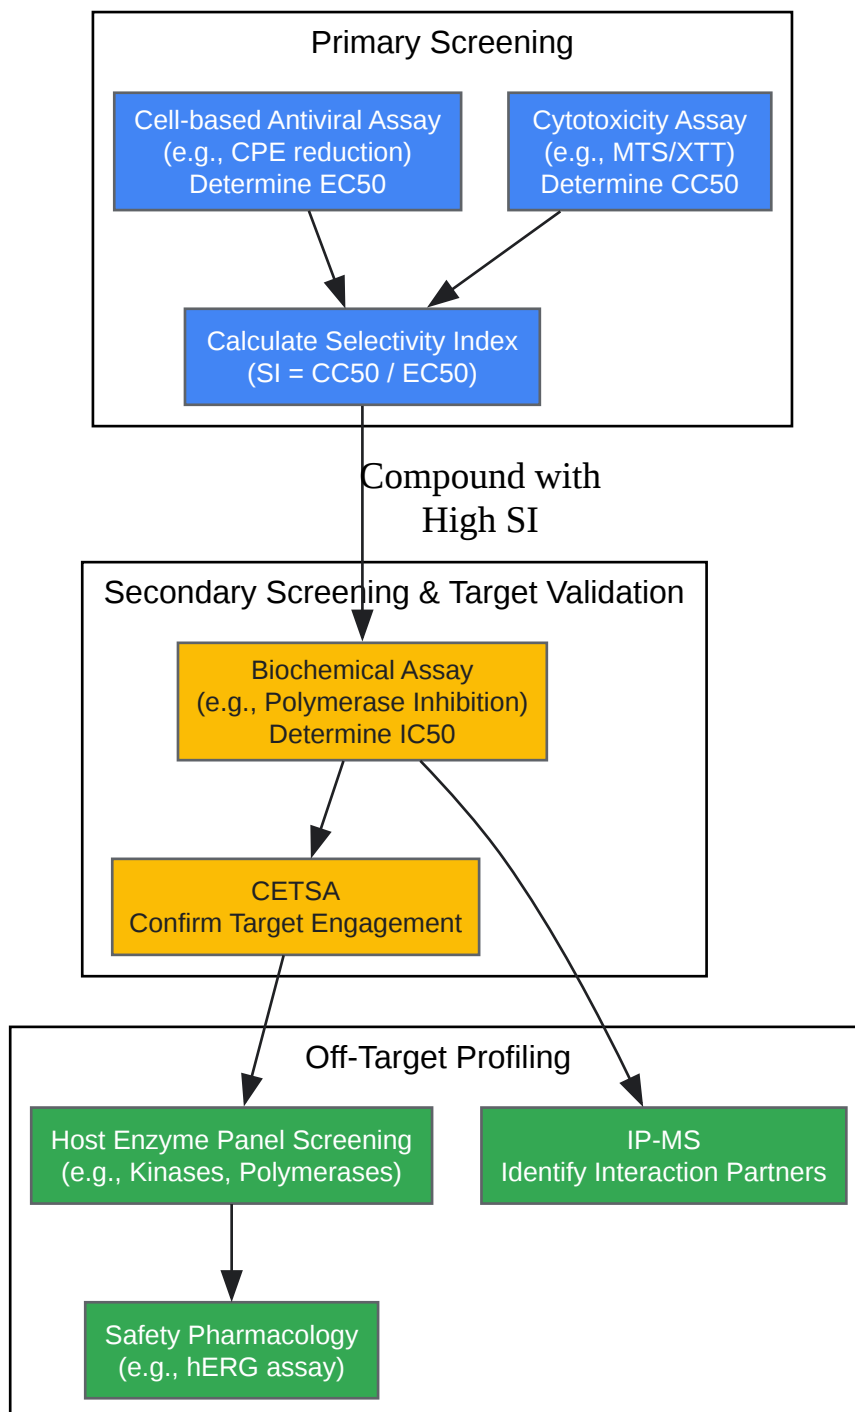 Primary Screening
Cell-based Antiviral Assay
(e.g., CPE reduction)
Determine EC50
Cytotoxicity Assay
(e.g., MTS/XTT)
Determine CC50
Calculate Selectivity Index
(SI = CC50 / EC50)
Compound with
High SI
Secondary Screening & Target Validation
Biochemical Assay
(e.g., Polymerase Inhibition)
Determine IC50
CETSA
Confirm Target Engagement
Off-Target Profiling
Host Enzyme Panel Screening
(e.g., Kinases, Polymerases)
IP-MS
Identify Interaction Partners
Safety Pharmacology
(e.g., hERG assay)